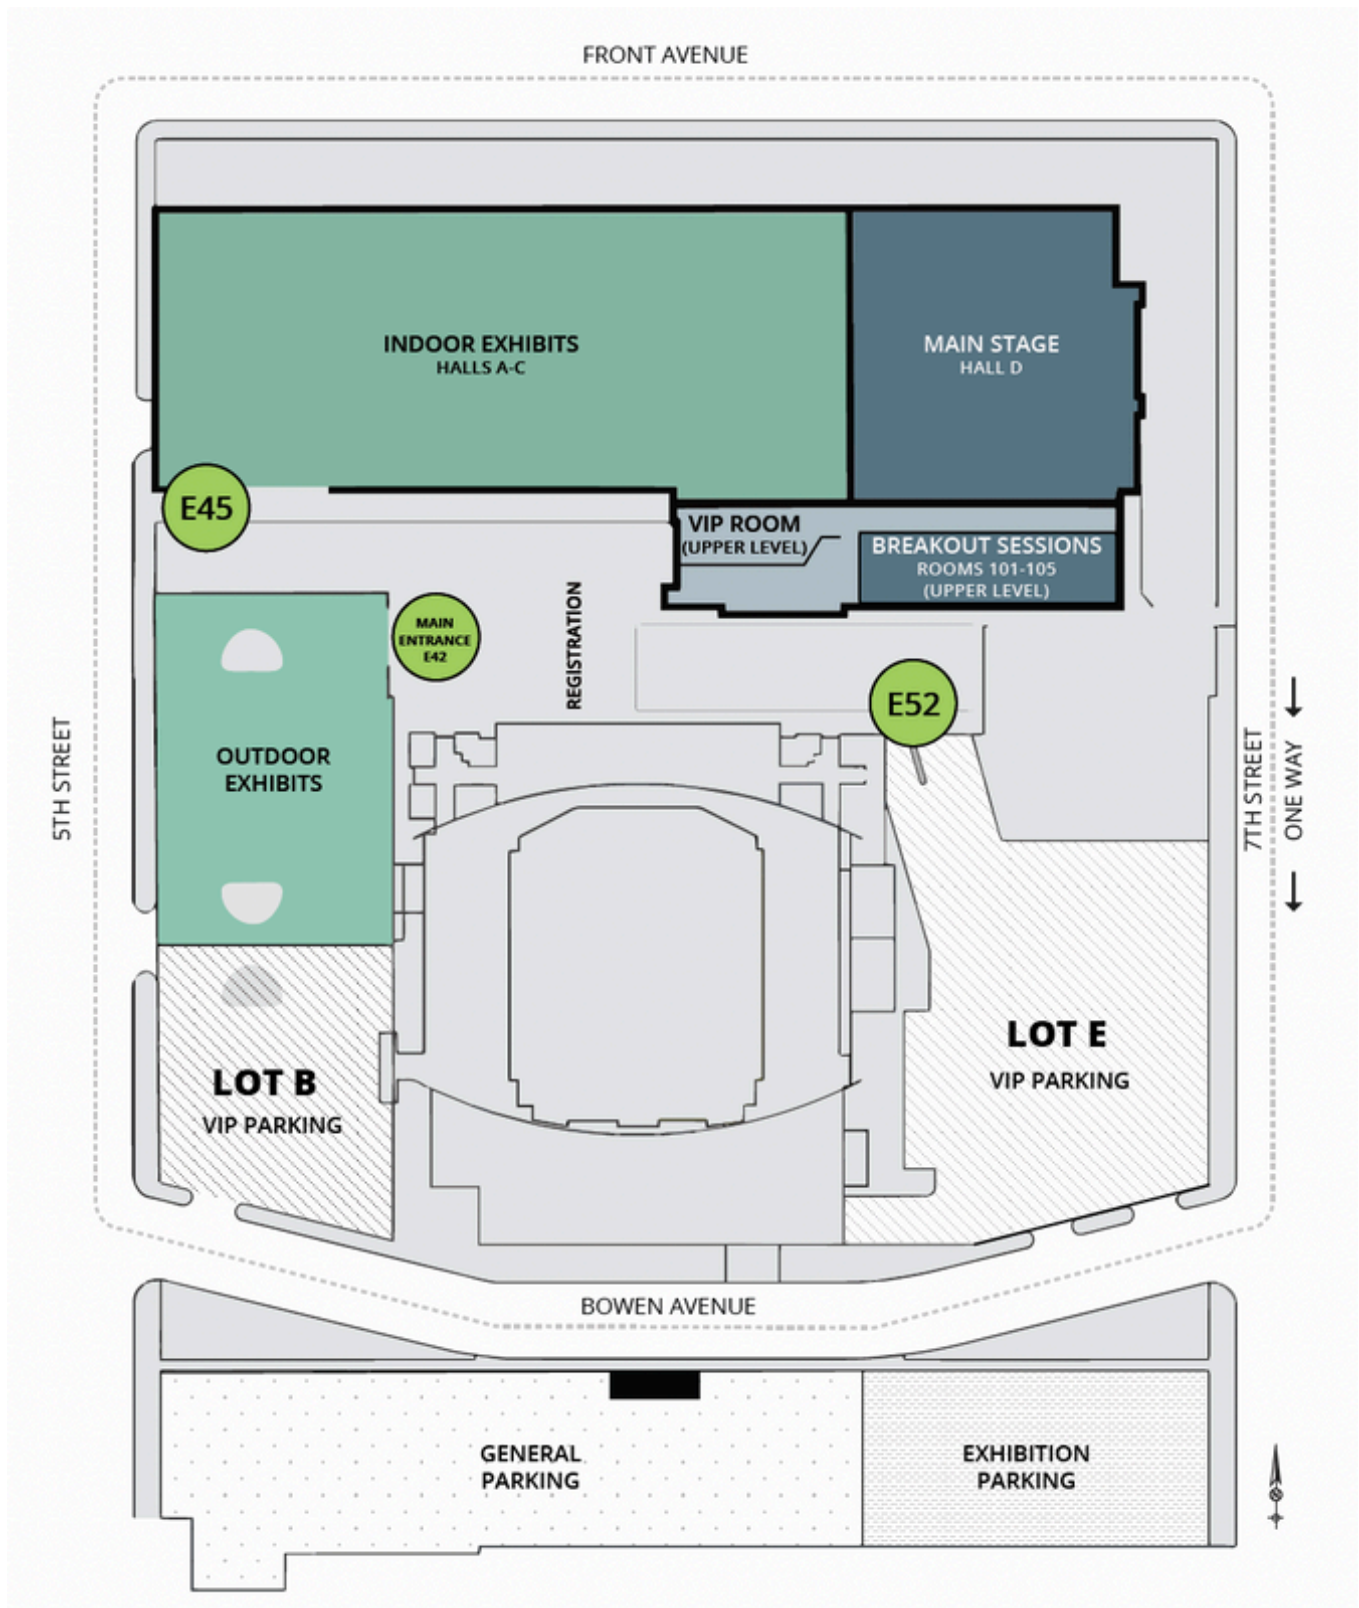 FRONT AVENUE
INDOOR EXHIBITS
HALLS A-C
MAIN STAGE
HALL D
E45
VIP ROOM
(UPPER LEVEL)
BREAKOUT SESSIONS
ROOMS 101-105
(UPPER LEVEL)
MAIN
ENTRANCE
E42
REGISTRATION
E52
OUTDOOR
EXHIBITS
5TH STREET
7TH STREET
ONE WAY
LOT B
VIP PARKING
LOT E
VIP PARKING
BOWEN AVENUE
GENERAL
PARKING
EXHIBITION
PARKING